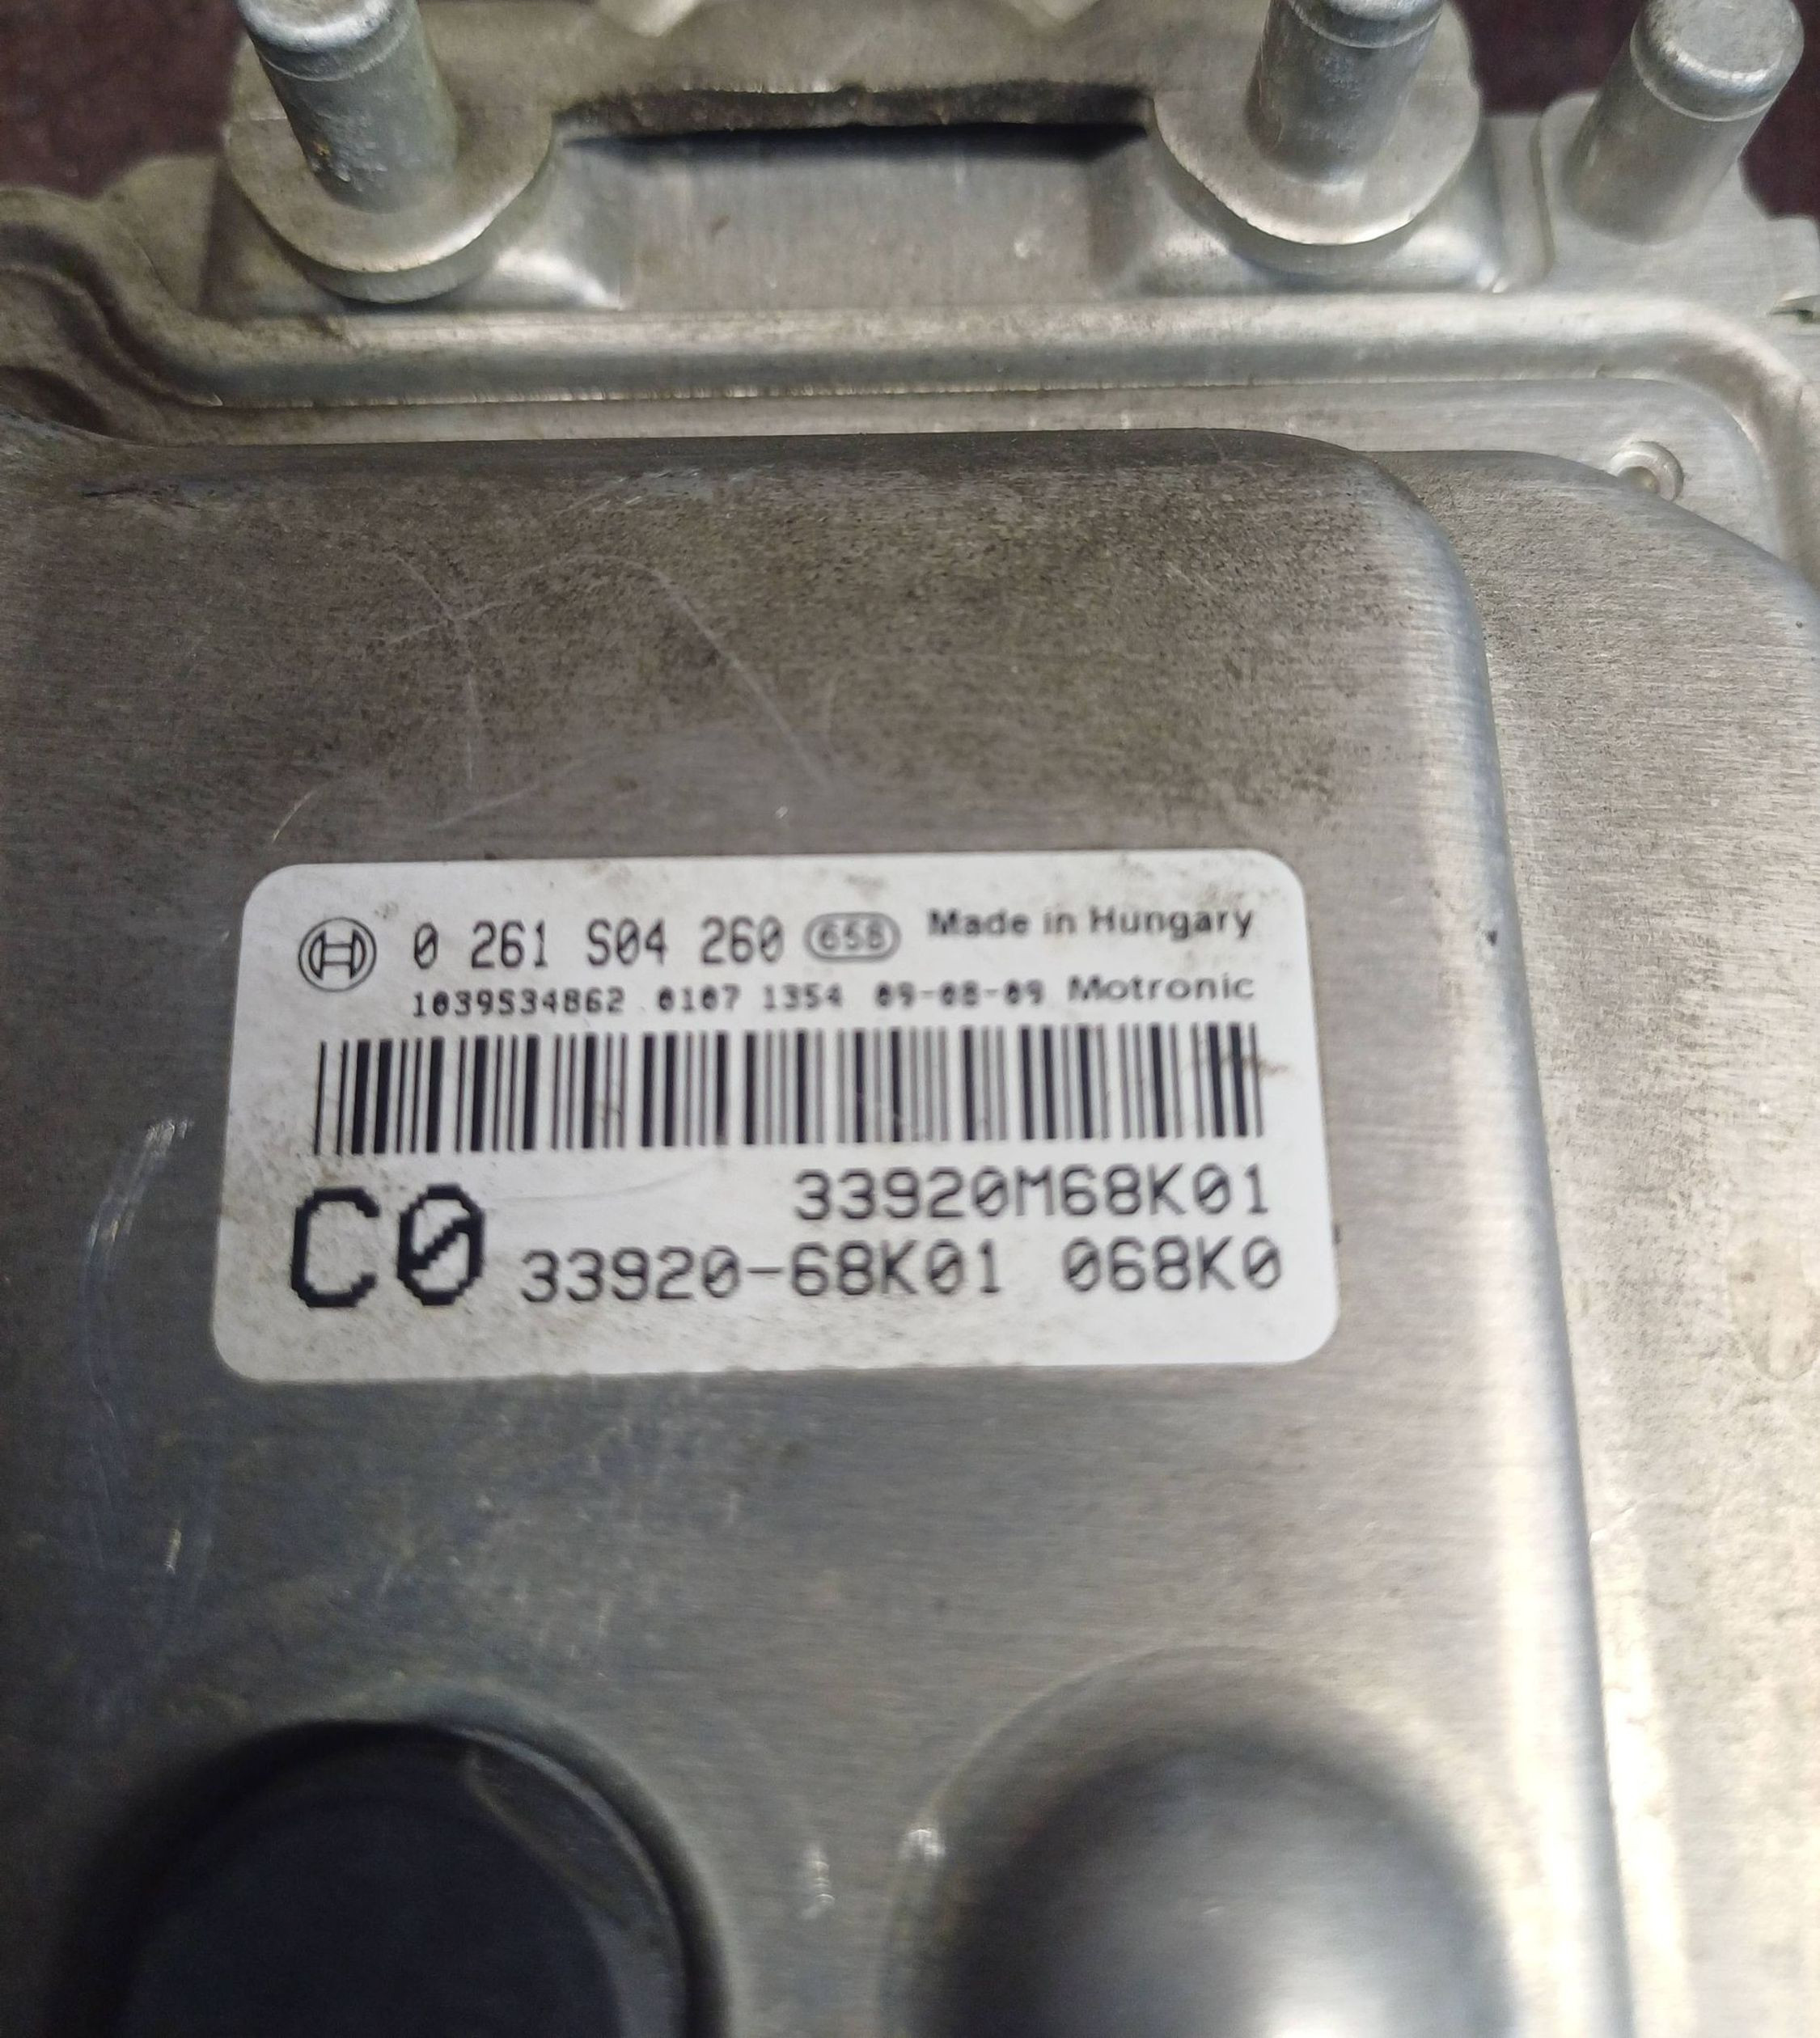 0 261 S04 260 658 Made in Hungary
1039S34862 0107 1354 09-08-09 Motronic
33920M68K01
C0 33920-68K01 068K0